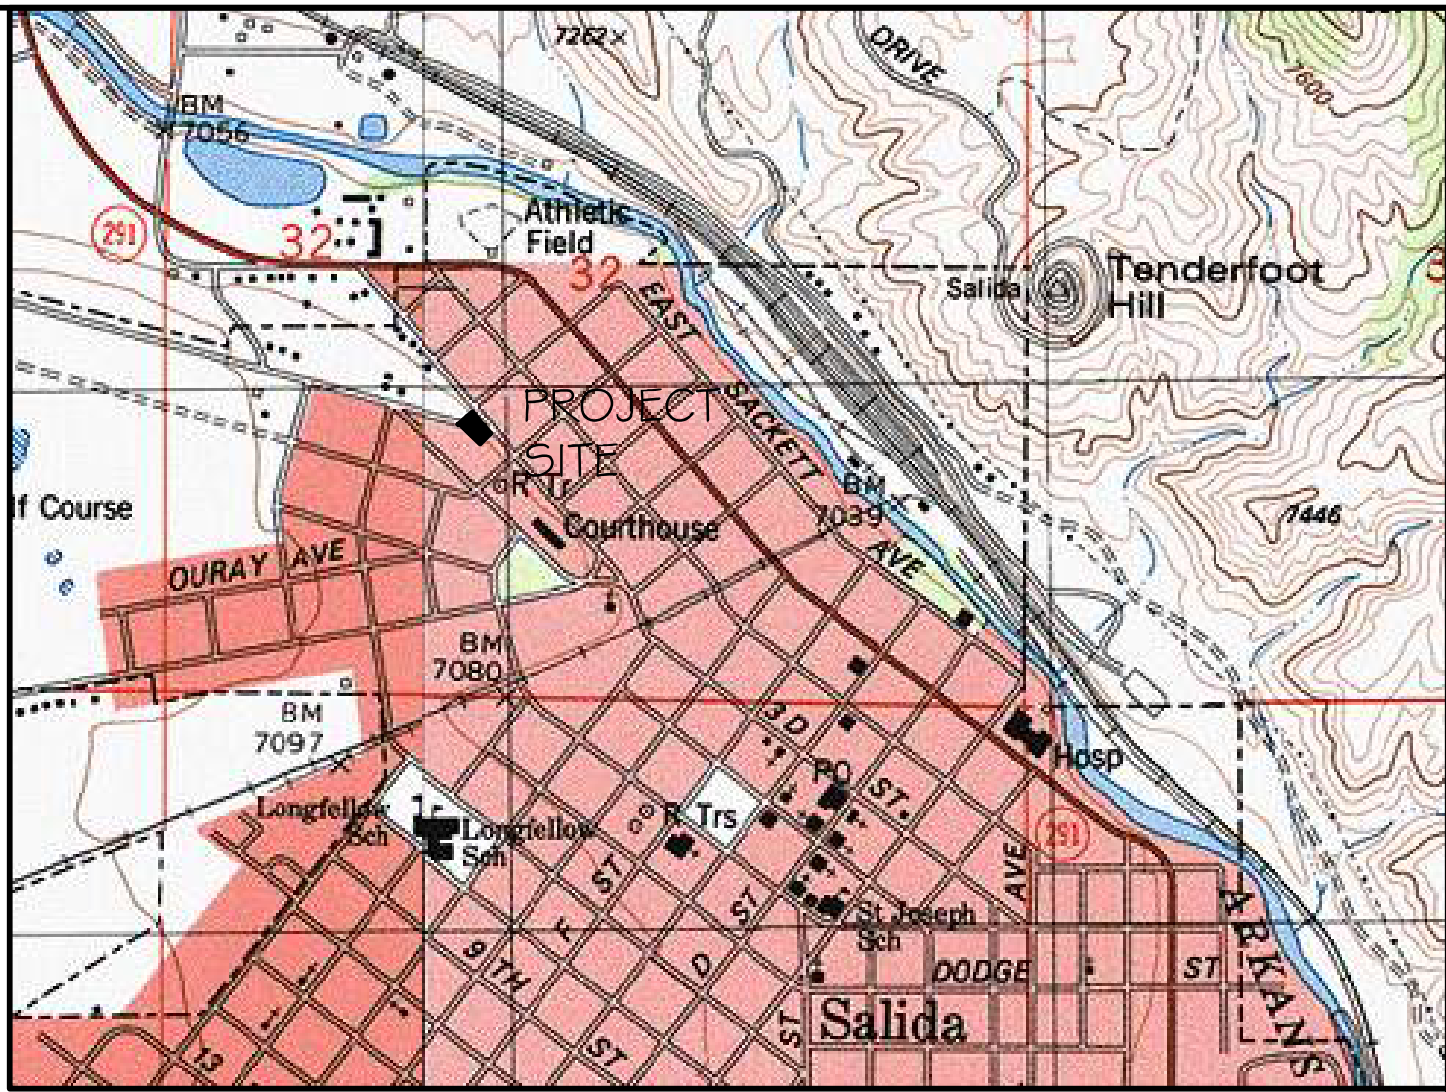 7262
DRIVE
7600
BM
7056
291
32
Athletic
Field
32
Salida
Tenderfoot
Hill
EAST
PROJECT
SITE
SACKETT
R Tr
BM
7039
lf Course
Courthouse
7446
OURAY AVE
AVE
BM
7080
BM
7097
3D
ST
Hosp
PO
Longfellow
Sch
Longfellow
Sch
R Trs
291
ST
AVE
ST
St Joseph
Sch
F
9TH
D
DODGE
ST
ARKANS
Salida
ST
ST
13